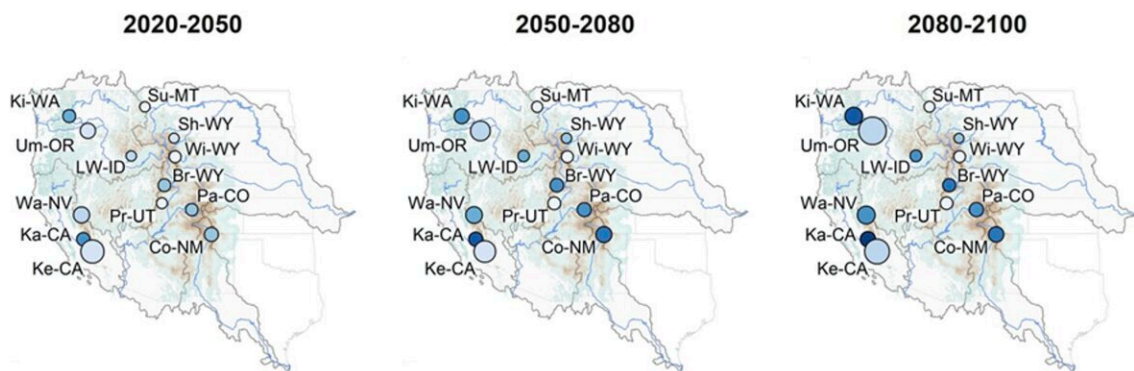 2020-2050
2050-2080
2080-2100
Ki-WA
Su-MT
Sh-WY
Um-OR
Wi-WY
LW-ID
Br-WY
Wa-NV
Pa-CO
Pr-UT
Ka-CA
Co-NM
Ke-CA
Ki-WA
Su-MT
Sh-WY
Um-OR
Wi-WY
LW-ID
Br-WY
Wa-NV
Pa-CO
Pr-UT
Ka-CA
Co-NM
Ke-CA
Ki-WA
Su-MT
Sh-WY
Um-OR
Wi-WY
LW-ID
Br-WY
Wa-NV
Pa-CO
Pr-UT
Ka-CA
Co-NM
Ke-CA